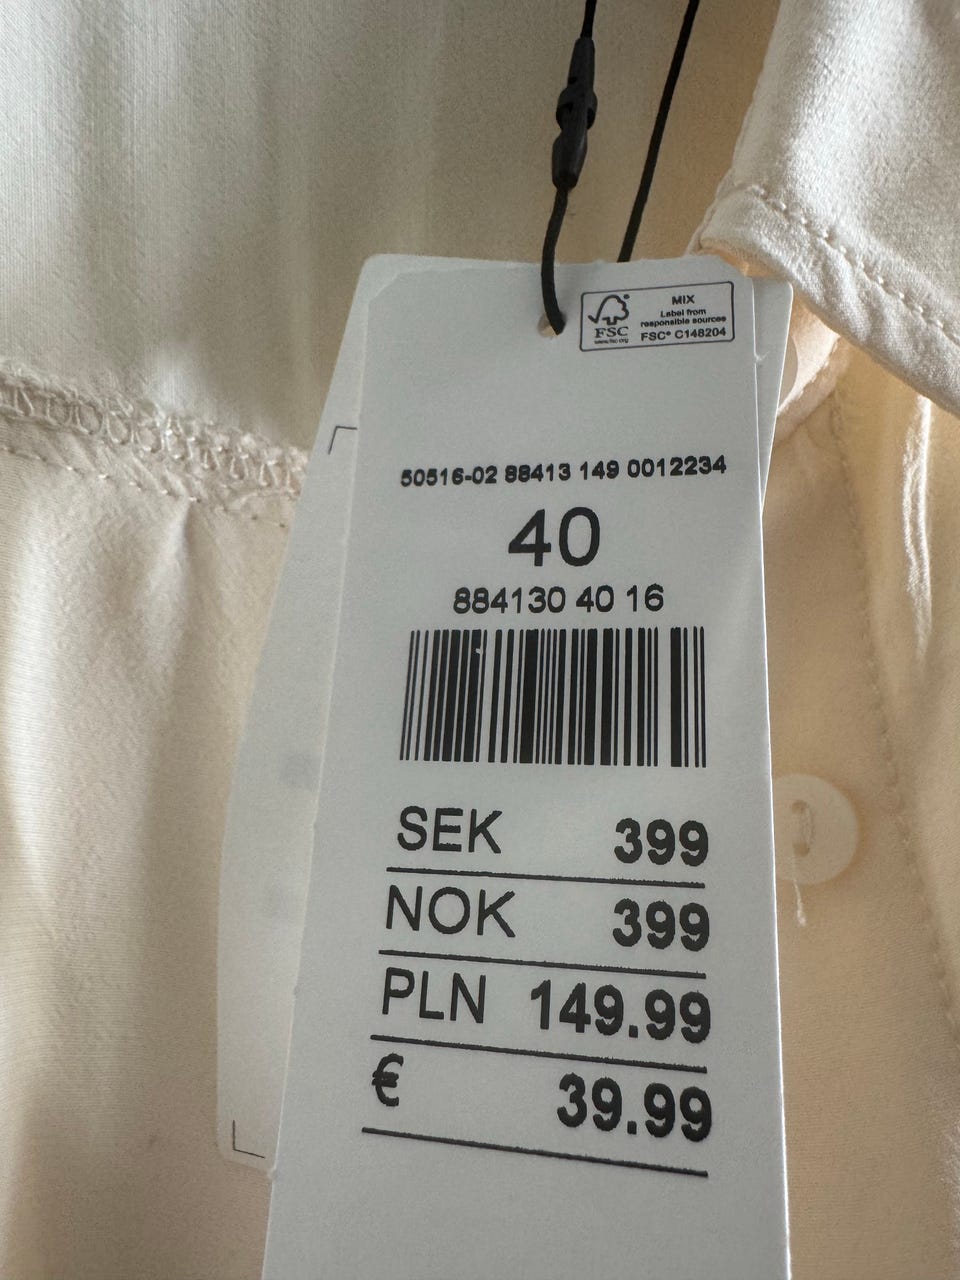 FSC
www.fsc.org
MIX
Label from
responsible sources
FSC® C148204
50516-02 88413 149 0012234
40
884130 40 16
SEK 399
NOK 399
PLN 149.99
€ 39.99